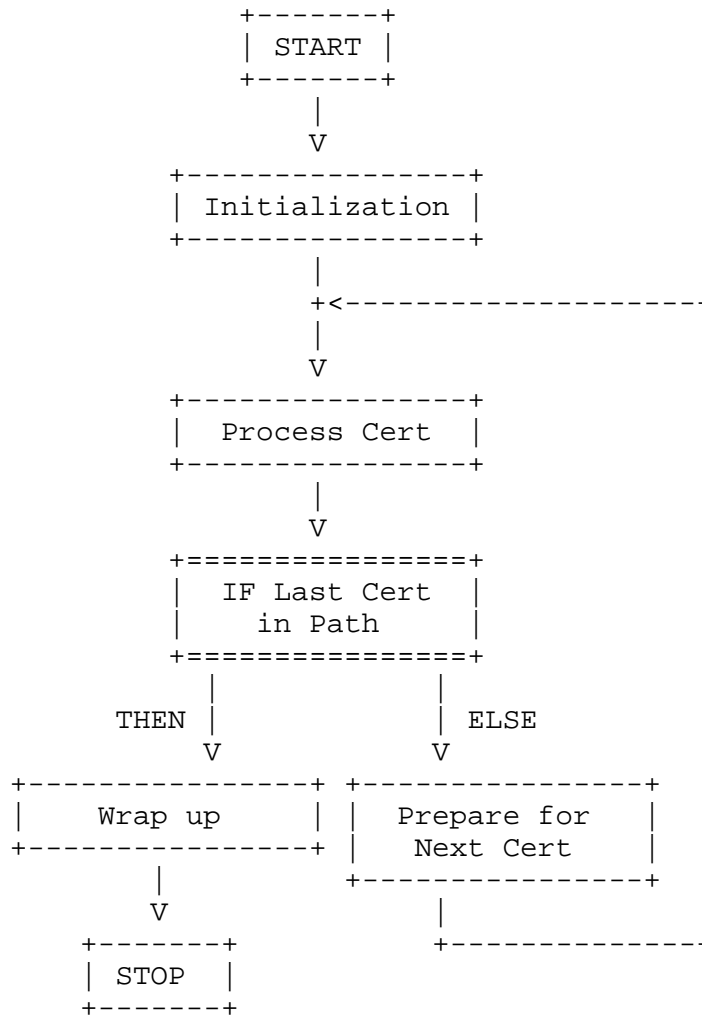 START
Initialization
Process Cert
IF Last Cert
in Path
THEN
ELSE
Wrap up
Prepare for
Next Cert
STOP